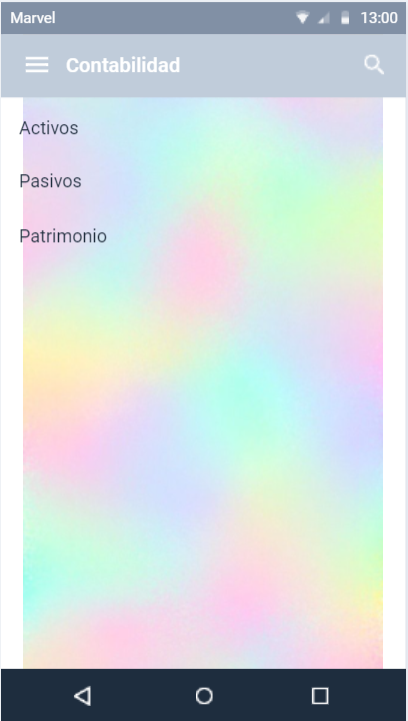 Marvel 13:00
Contabilidad
Activos
Pasivos
Patrimonio